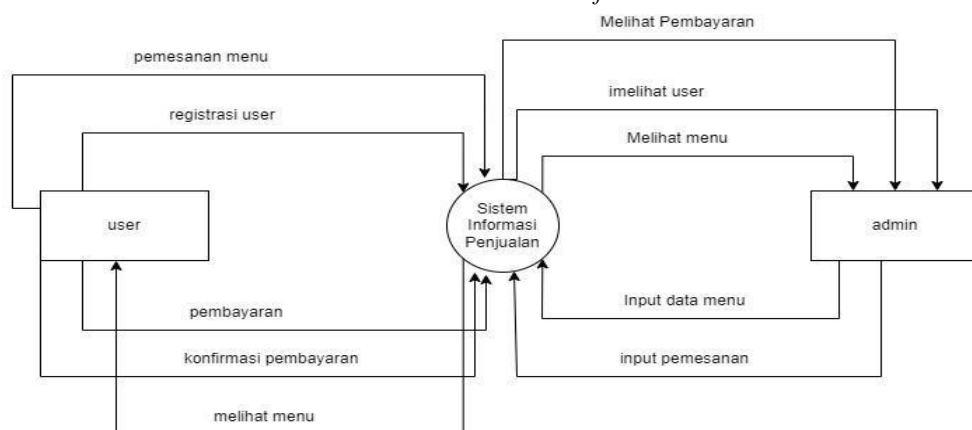 Melihat Pembayaran
pemesanan menu
imelihat user
registrasi user
Melihat menu
user
Sistem
Informasi
Penjualan
admin
Input data menu
pembayaran
konfirmasi pembayaran
input pemesanan
melihat menu